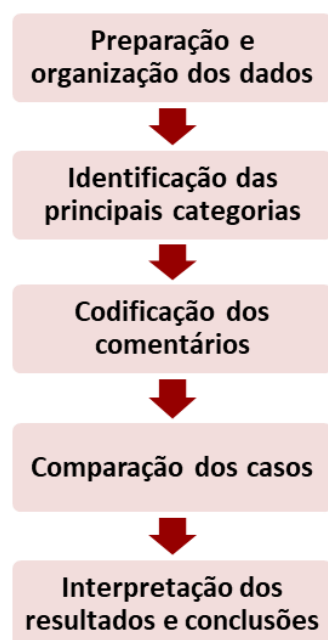 Preparação e
organização dos dados
Identificação das
principais categorias
Codificação dos
comentários
Comparação dos casos
Interpretação dos
resultados e conclusões